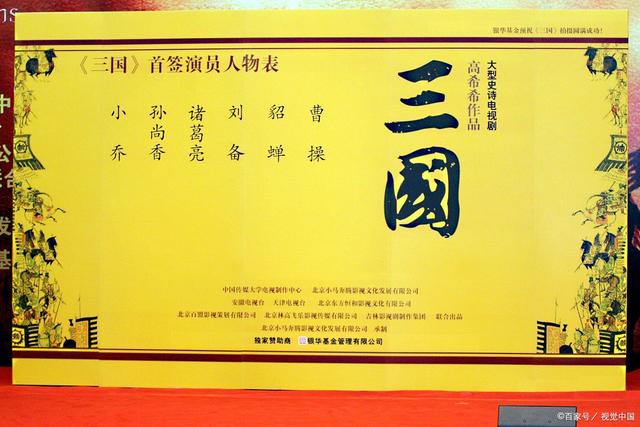 银华基金预祝《三国》拍摄圆满成功!
《三国》首签演员人物表
大型史诗电视剧
高希希作品
三國
曹操
貂蝉
刘备
诸葛亮
孙尚香
小乔
中国传媒大学电视制作中心 北京小马奔腾影视文化发展有限公司
安徽电视台 天津电视台 北京东方恒和影视文化有限公司
北京百盟影视策划有限公司 北京林高飞乐影视传媒有限公司 吉林影视剧制作集团 联合出品
北京小马奔腾影视文化发展有限公司 承制
独家赞助商 银华基金管理有限公司
©百家号/视觉中国